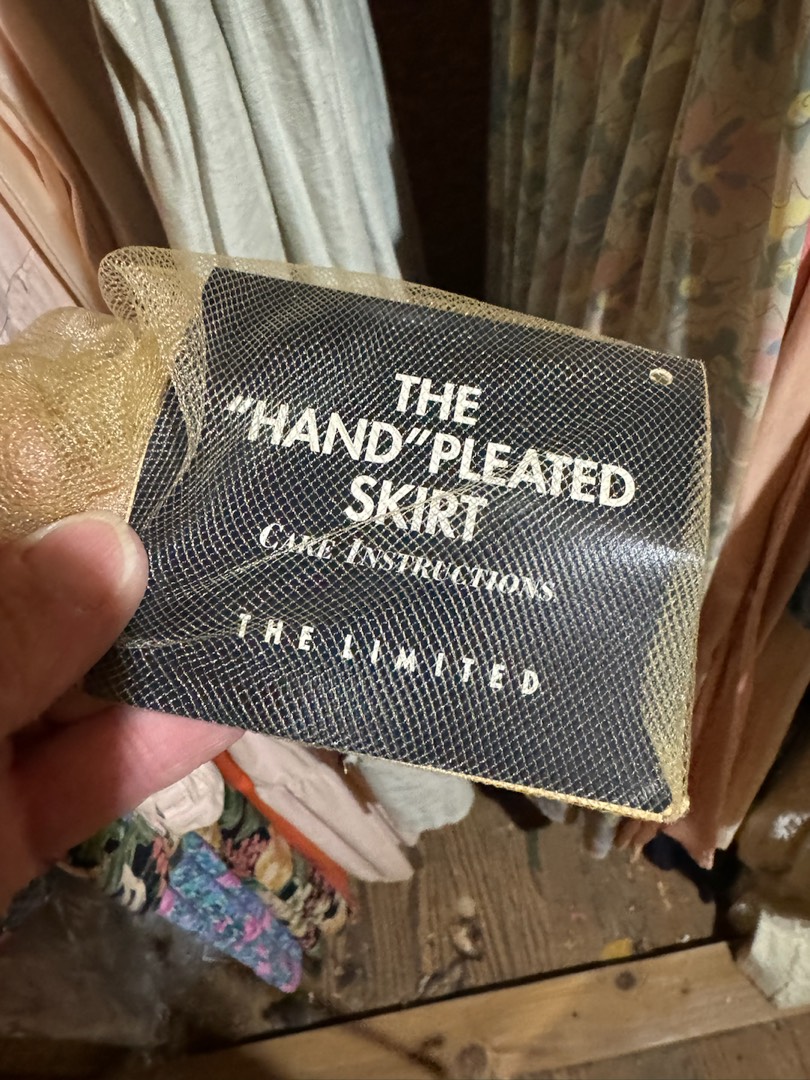 THE
"HAND" PLEATED
SKIRT
CARE INSTRUCTIONS
THE LIMITED